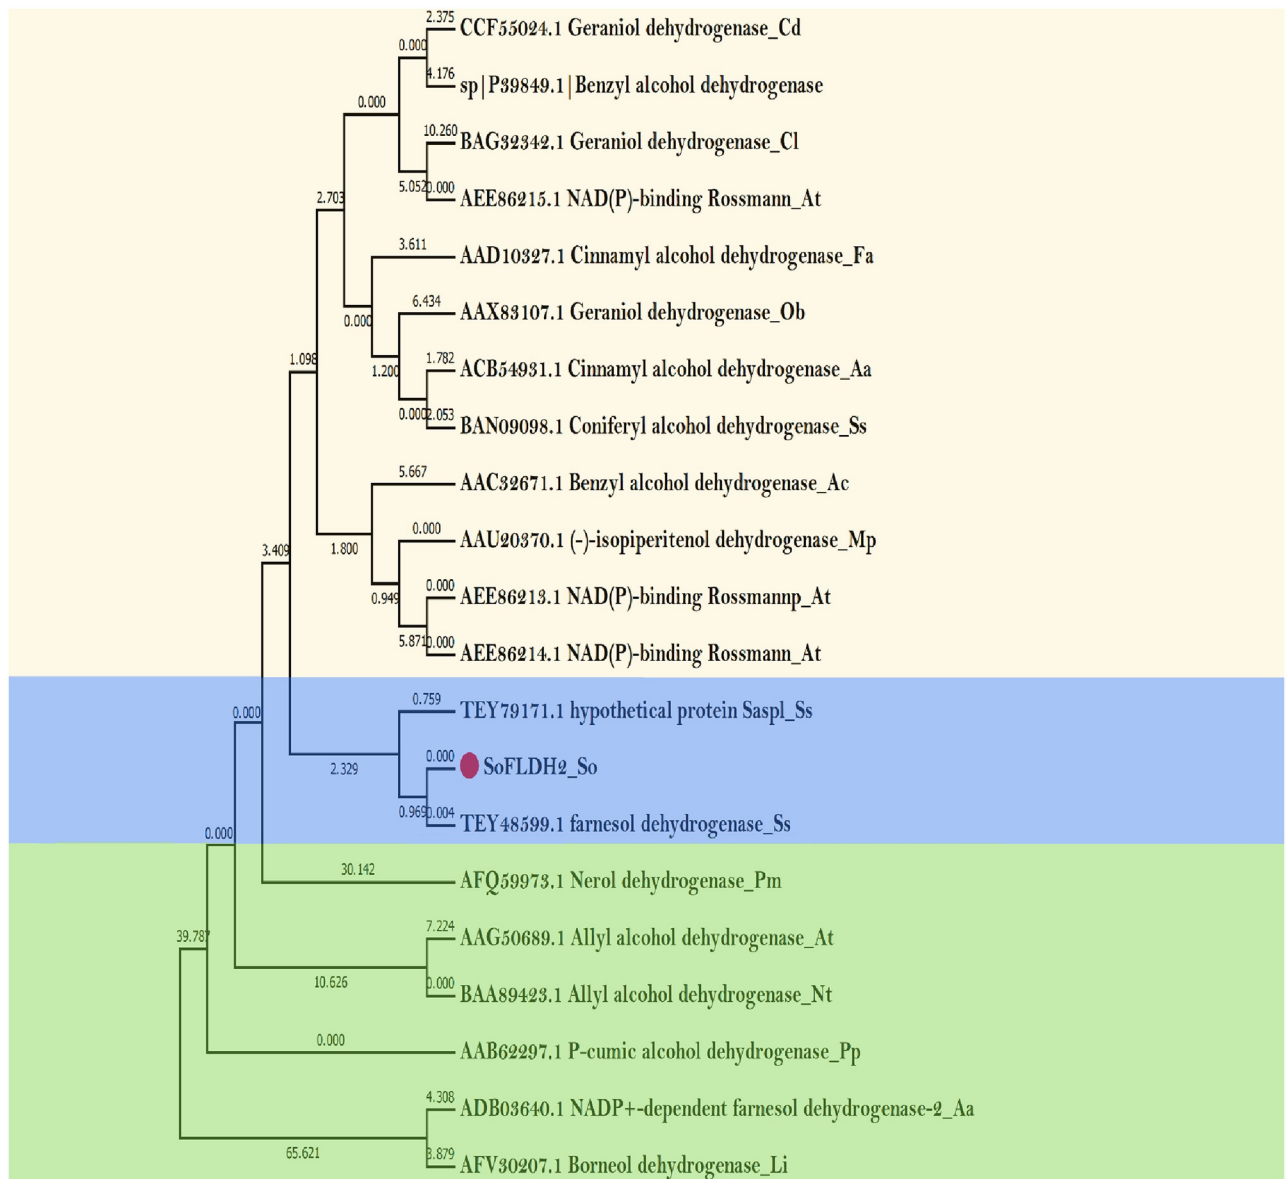 2.375
CCF55024.1 Geraniol dehydrogenase_Cd
0.000
4.176
sp|P39849.1|Benzyl alcohol dehydrogenase
0.000
10.260
BAG32342.1 Geraniol dehydrogenase_Cl
5.052
0.000
AEE86215.1 NAD(P)-binding Rossmann_At
2.703
3.611
AAD10327.1 Cinnamyl alcohol dehydrogenase_Fa
0.000
6.434
AAX83107.1 Geraniol dehydrogenase_Ob
1.098
1.200
1.782
ACB54931.1 Cinnamyl alcohol dehydrogenase_Aa
0.000
2.053
BAN09098.1 Coniferyl alcohol dehydrogenase_Ss
5.667
AAC32671.1 Benzyl alcohol dehydrogenase_Ac
3.409
1.800
0.000
AAU20370.1 (-)-isopiperitenol dehydrogenase_Mp
0.949
0.000
AEE86213.1 NAD(P)-binding Rossmannp_At
5.871
0.000
AEE86214.1 NAD(P)-binding Rossmann_At
0.759
TEY79171.1 hypothetical protein Saspl_Ss
0.000
2.329
0.000
SoFLDH2_So
0.969
0.004
TEY48599.1 farnesol dehydrogenase_Ss
0.000
30.142
AFQ59973.1 Nerol dehydrogenase_Pm
39.787
7.224
AAG50689.1 Allyl alcohol dehydrogenase_At
10.626
0.000
BAA89423.1 Allyl alcohol dehydrogenase_Nt
0.000
AAB62297.1 P-cumic alcohol dehydrogenase_Pp
4.308
ADB03640.1 NADP+-dependent farnesol dehydrogenase-2_Aa
65.621
3.879
AFV30207.1 Borneol dehydrogenase_Li